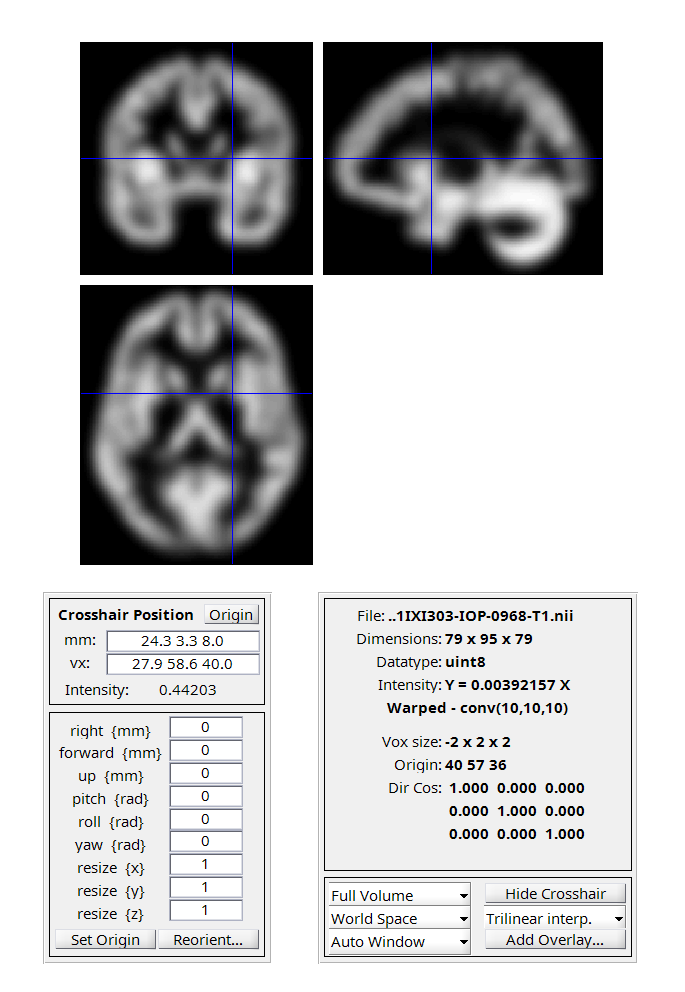 Crosshair Position Origin
mm: 24.3 3.3 8.0
vx: 27.9 58.6 40.0
Intensity: 0.44203
right {mm} 0
forward {mm} 0
up {mm} 0
pitch {rad} 0
roll {rad} 0
yaw {rad} 0
resize {x} 1
resize {y} 1
resize {z} 1
Set Origin Reorient...
File: ..1IXI303-IOP-0968-T1.nii
Dimensions: 79 x 95 x 79
Datatype: uint8
Intensity: Y = 0.00392157 X
Warped - conv(10,10,10)
Vox size: -2 x 2 x 2
Origin: 40 57 36
Dir Cos: 1.000 0.000 0.000
0.000 1.000 0.000
0.000 0.000 1.000
Full Volume Hide Crosshair
World Space Trilinear interp.
Auto Window Add Overlay...